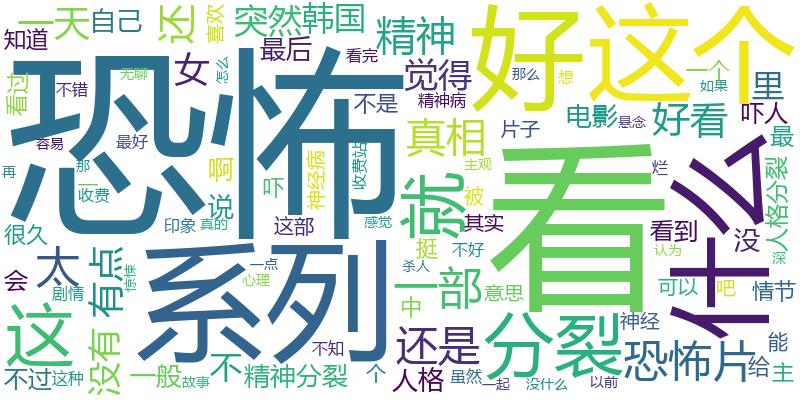 一天
自己
还
突然
韩国
喜欢
好
这个
知道
最后
看完
精神
怎么
无聊
女
觉得
那么
想
一个
如果
里
看过
不错
恐怖
不是
精神病
片子
悬念
电影
好看
吓人
最
容易
最好
真相
再
那
收费
哥
神经病
收费站
主观
看
烂
什么
人格分裂
说
吓
就
被
印象
真的
这部
感觉
其实
看到
没
很久
挺
不好
认为
深
会
太
有点
惊悚
系列
一点
心理
杀人
一部
中
意思
可以
吧
情节
剧情
这
没有
还是
分裂
神经
能
不知
恐怖片
给
主
不过
这种
一般
故事
不
精神分裂
个
人格
虽然
一起
没什么
以前